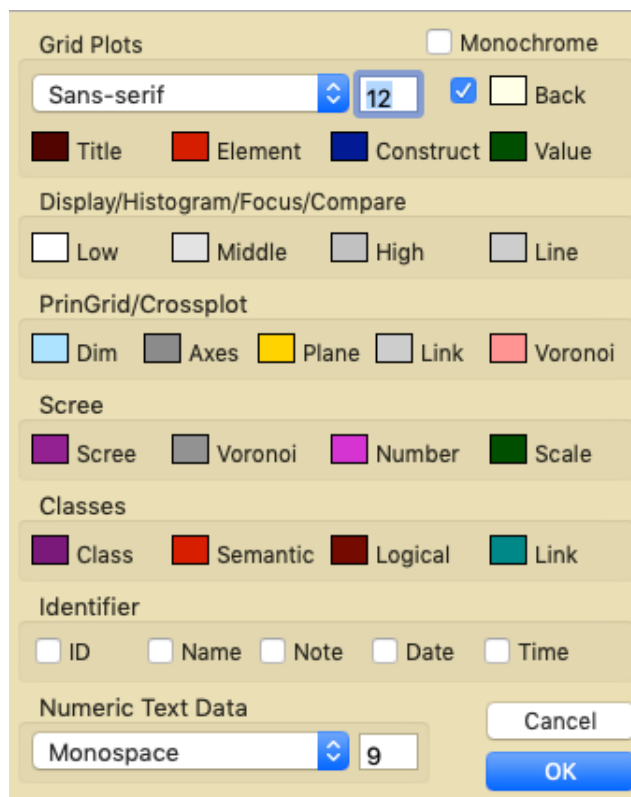 Grid Plots Monochrome
Sans-serif 12 Back
Title Element Construct Value
Display/Histogram/Focus/Compare
Low Middle High Line
PrinGrid/Crossplot
Dim Axes Plane Link Voronoi
Scree
Scree Voronoi Number Scale
Classes
Class Semantic Logical Link
Identifier
ID Name Note Date Time
Numeric Text Data
Cancel
Monospace 9
OK